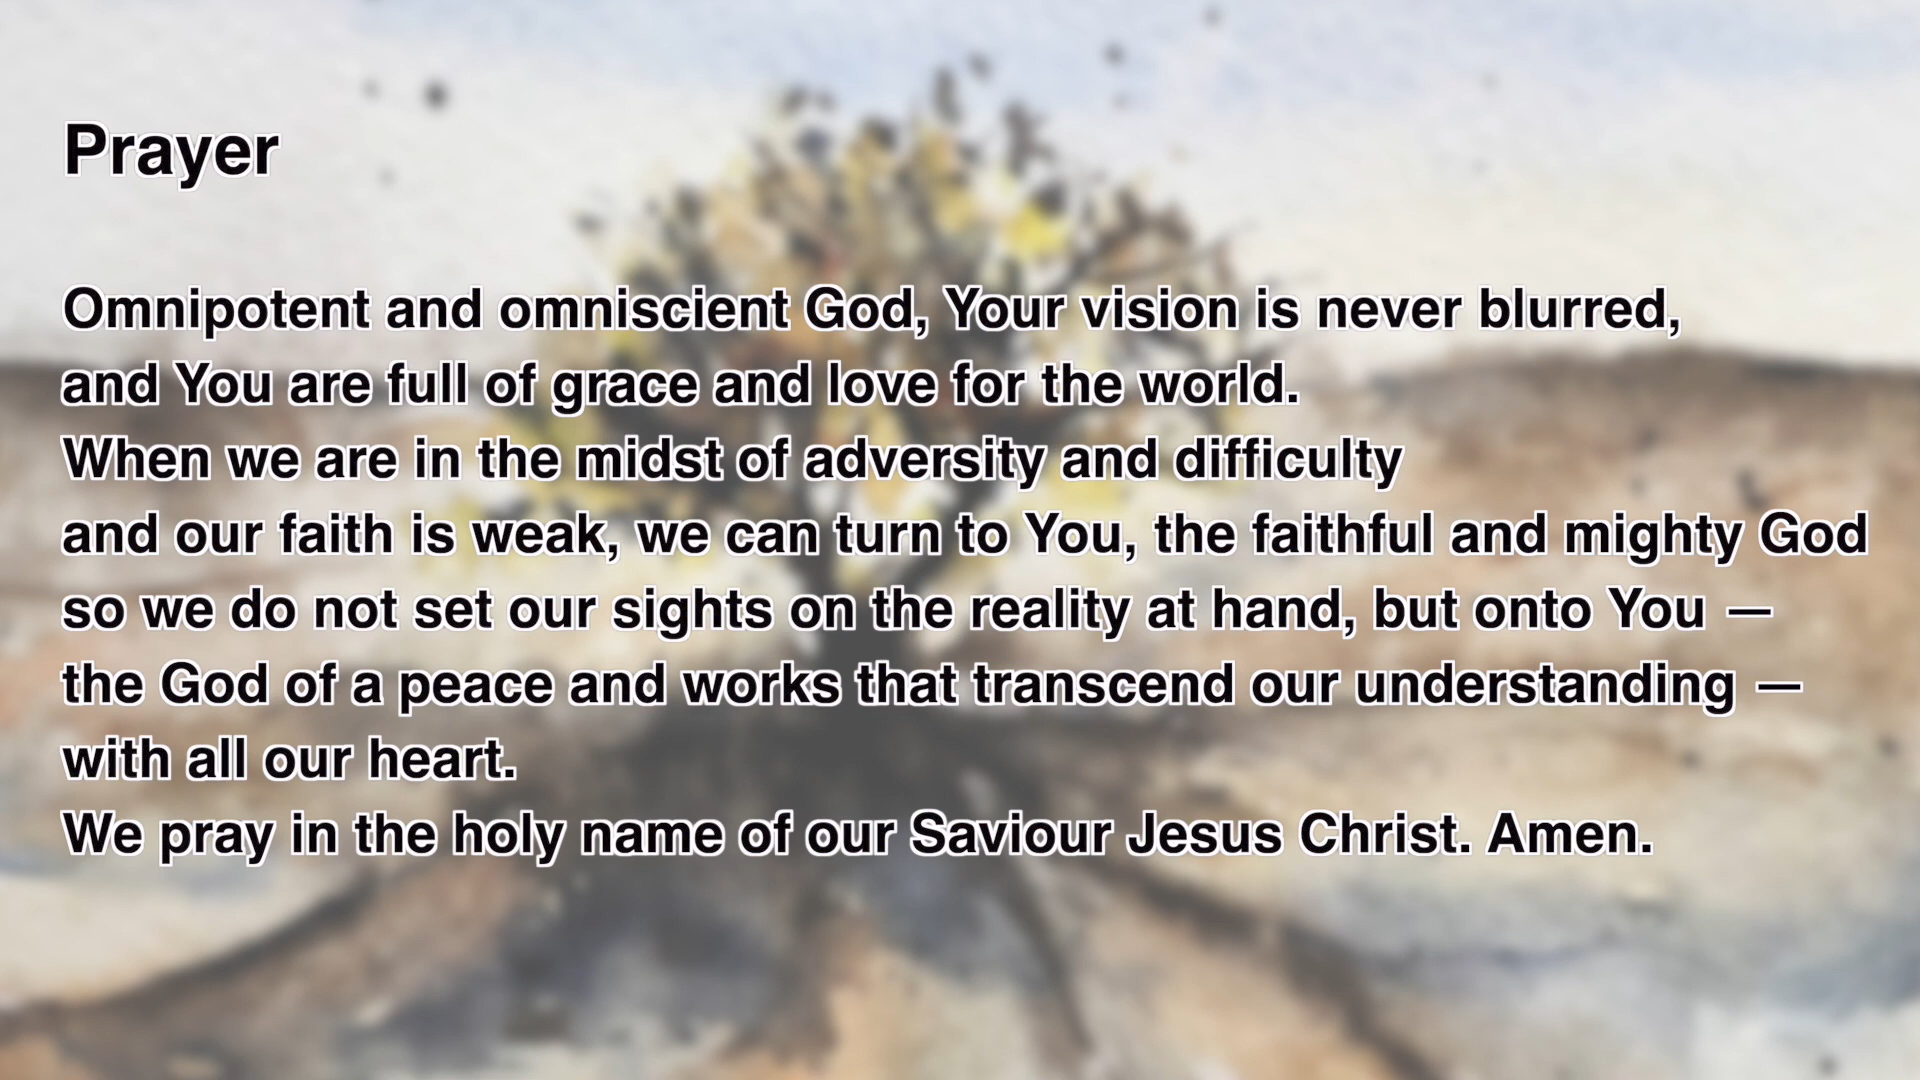 Prayer
Omnipotent and omniscient God, Your vision is never blurred,
and You are full of grace and love for the world.
When we are in the midst of adversity and difficulty
and our faith is weak, we can turn to You, the faithful and mighty God
so we do not set our sights on the reality at hand, but onto You —
the God of a peace and works that transcend our understanding —
with all our heart.
We pray in the holy name of our Saviour Jesus Christ. Amen.